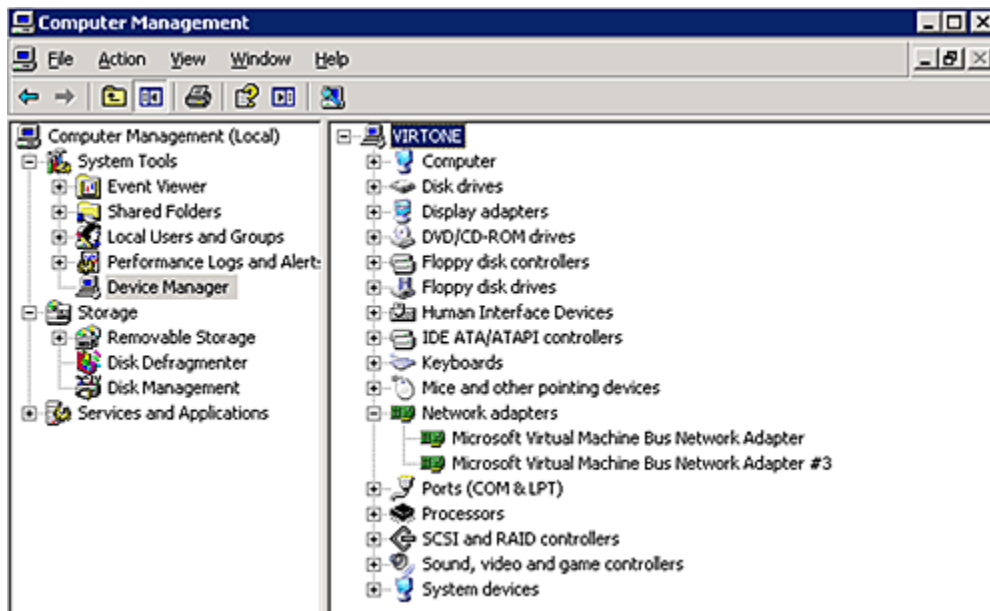 Computer Management
File Action View Window Help
Computer Management (Local)
System Tools
Event Viewer
Shared Folders
Local Users and Groups
Performance Logs and Alerts
Device Manager
Storage
Removable Storage
Disk Defragmenter
Disk Management
Services and Applications
VIRTONE
Computer
Disk drives
Display adapters
DVD/CD-ROM drives
Floppy disk controllers
Floppy disk drives
Human Interface Devices
IDE ATA/ATAPI controllers
Keyboards
Mice and other pointing devices
Network adapters
Microsoft Virtual Machine Bus Network Adapter
Microsoft Virtual Machine Bus Network Adapter #3
Ports (COM & LPT)
Processors
SCSI and RAID controllers
Sound, video and game controllers
System devices